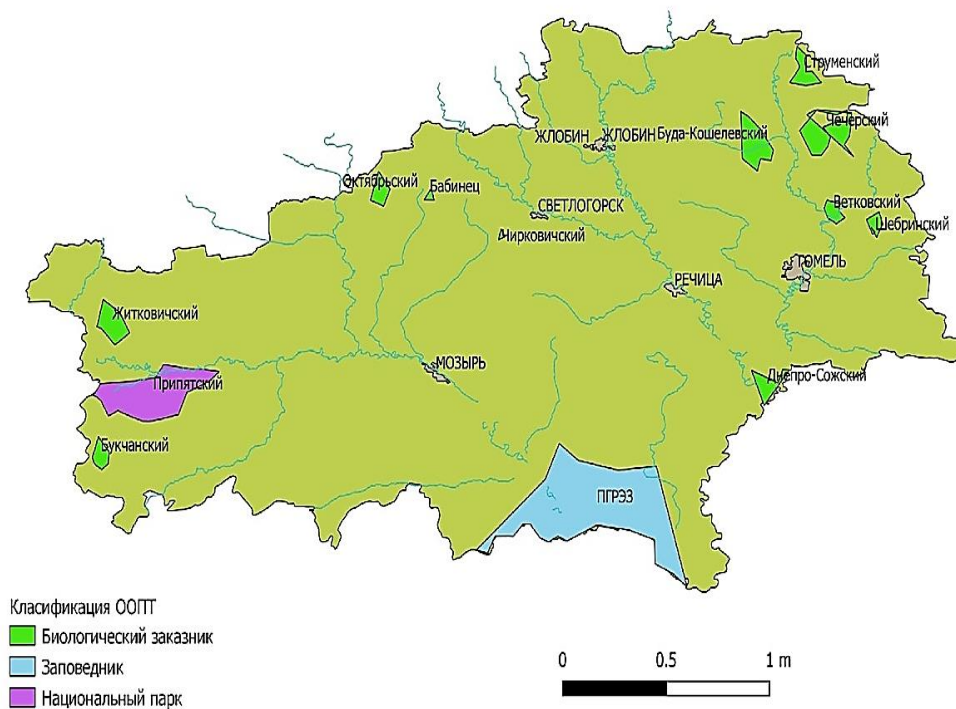 Струменский
Чечерский
ЖЛОБИН ЖЛОБИН Буда-Кошелевский
Октябрьский
Бабинец
СВЕТЛОГОРСК
Ветковский
Шебринский
Чирковичский
ГОМЕЛЬ
РЕЧИЦА
Житковичский
МОЗЫРЬ
Припятский
Днепро-Сожский
Букчанский
ПГРЭЗ
Класификация ООПТ
Биологический заказник
Заповедник
Национальный парк
0 0.5 1 m